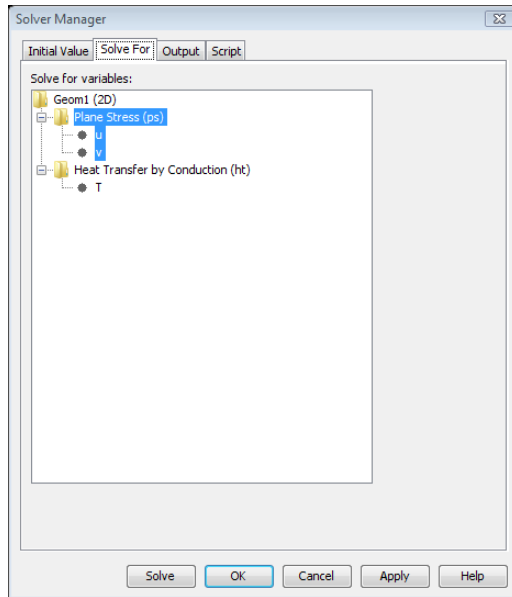 Solver Manager
Initial Value Solve For Output Script
Solve for variables:
Geom1 (2D)
Plane Stress (ps)
u
v
Heat Transfer by Conduction (ht)
T
Solve OK Cancel Apply Help